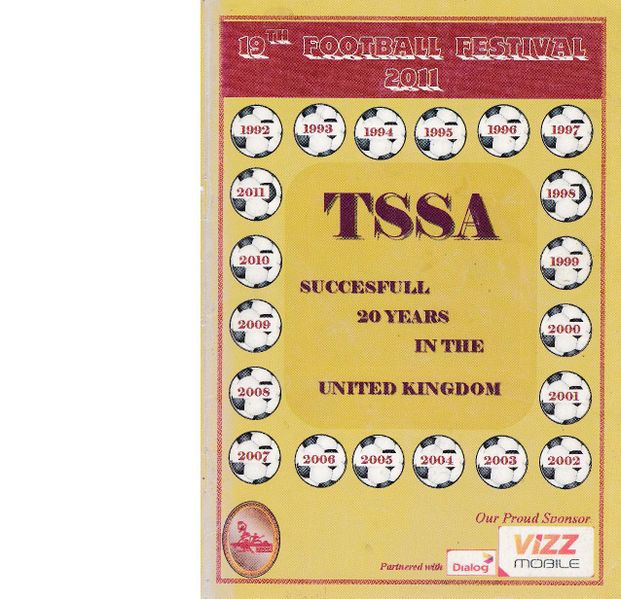 19TH FOOTBALL FESTIVAL
2011
1992 1993 1994 1995 1996 1997
2011 1998
TSSA
2010 1999
SUCCESFULL
20 YEARS
2009 2000
IN THE
2008 2001
UNITED KINGDOM
2007 2006 2005 2004 2003 2002
Our Proud Sponsor
VIZZ
MOBILE
Partnered with Dialog